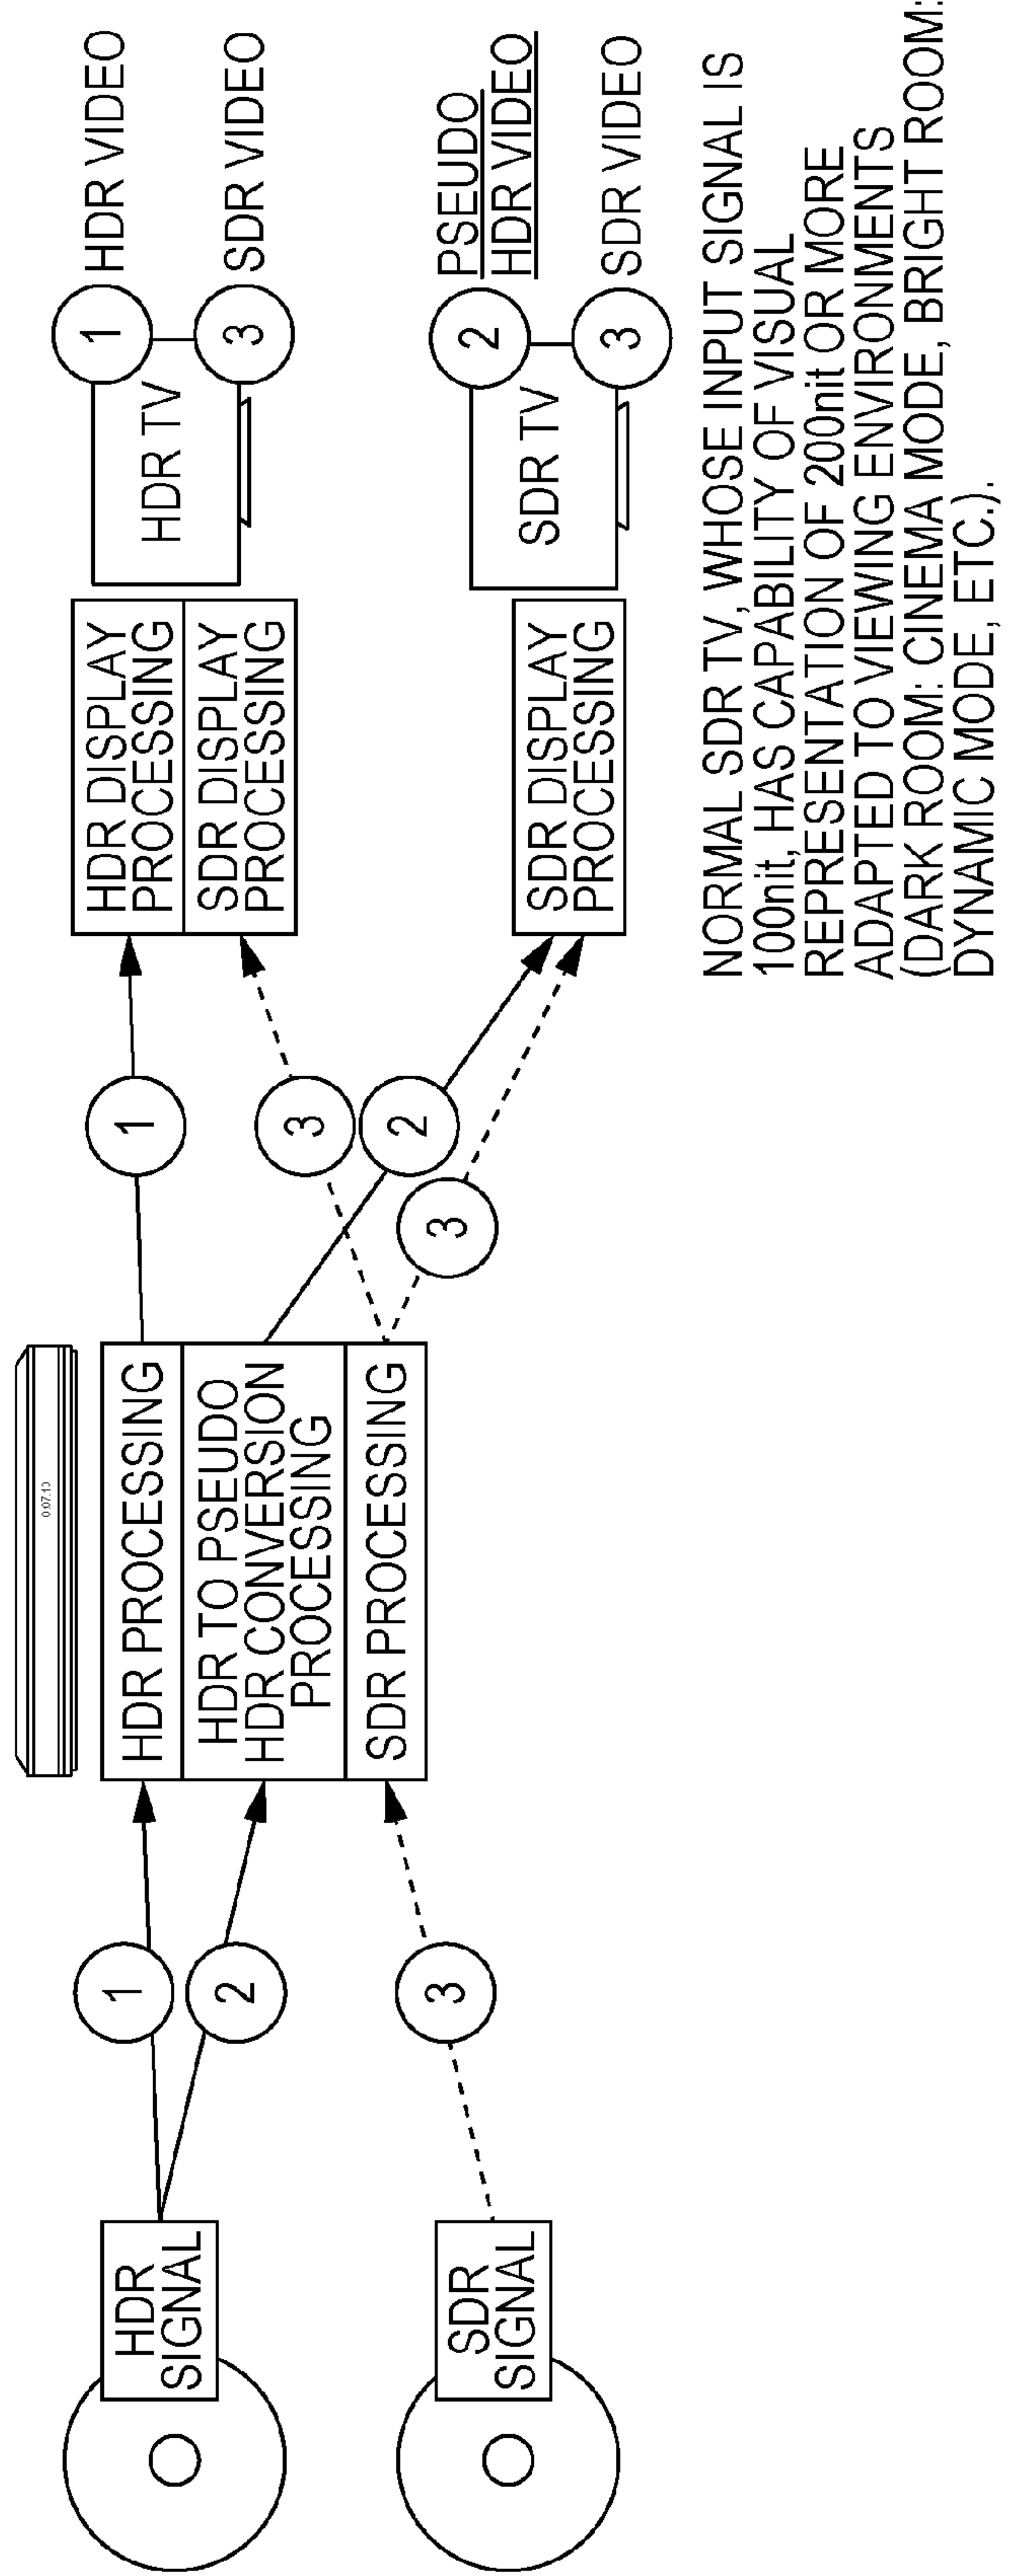 HDR
SIGNAL
SDR
SIGNAL
1
2
3
0:07.13
HDR PROCESSING
HDR TO PSEUDO
HDR CONVERSION
PROCESSING
SDR PROCESSING
1
3
2
3
HDR DISPLAY
PROCESSING
SDR DISPLAY
PROCESSING
SDR DISPLAY
PROCESSING
HDR TV
1
HDR VIDEO
3
SDR VIDEO
SDR TV
2
PSEUDO
HDR VIDEO
3
SDR VIDEO
NORMAL SDR TV, WHOSE INPUT SIGNAL IS
100nit, HAS CAPABILITY OF VISUAL
REPRESENTATION OF 200nit OR MORE
ADAPTED TO VIEWING ENVIRONMENTS
(DARK ROOM: CINEMA MODE, BRIGHT ROOM:
DYNAMIC MODE, ETC.).